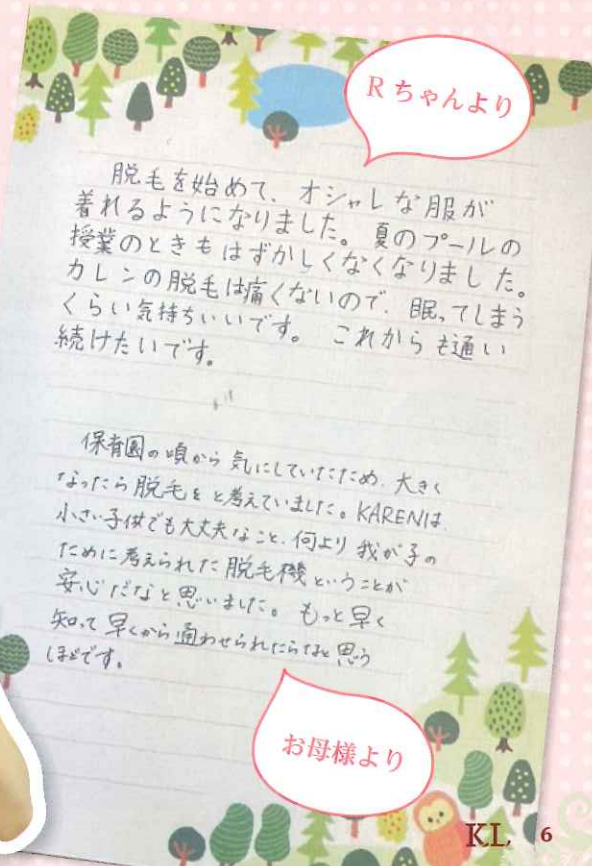 Rちゃんより
脱毛を始めて、オシャレな服が
着れるようになりました。夏のプールの
授業のときもはずかしくなくなりました。
カレンの脱毛は痛くないので、眠ってしまう
くらい気持ちいいです。これからも通い
続けたいです。
保育園の頃から気にしていたため、大きく
なったら脱毛をと考えていました。KARENは
小さい子供でも大丈夫なこと、何より我が子の
ために考えられた脱毛機ということが
安心だなと思いました。もっと早く
知って早くから通わせられたらなと思う
ほどです。
お母様より
KL, 6